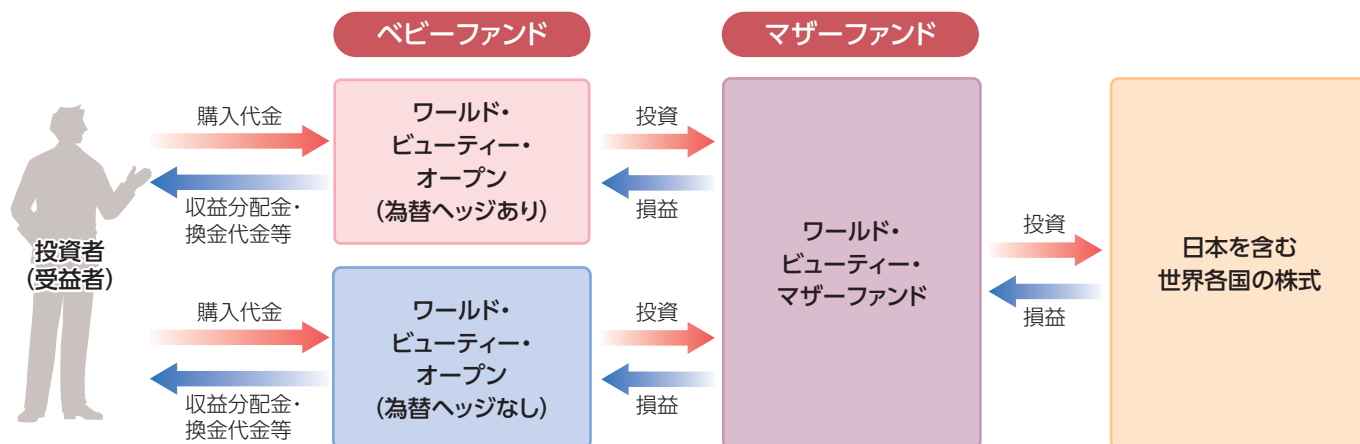 ベビーファンド
マザーファンド
購入代金
収益分配金・
換金代金等
ワールド・
ビューティー・
オープン
(為替ヘッジあり)
投資
損益
投資者
(受益者)
購入代金
収益分配金・
換金代金等
ワールド・
ビューティー・
オープン
(為替ヘッジなし)
投資
損益
ワールド・
ビューティー・
マザーファンド
投資
損益
日本を含む
世界各国の株式